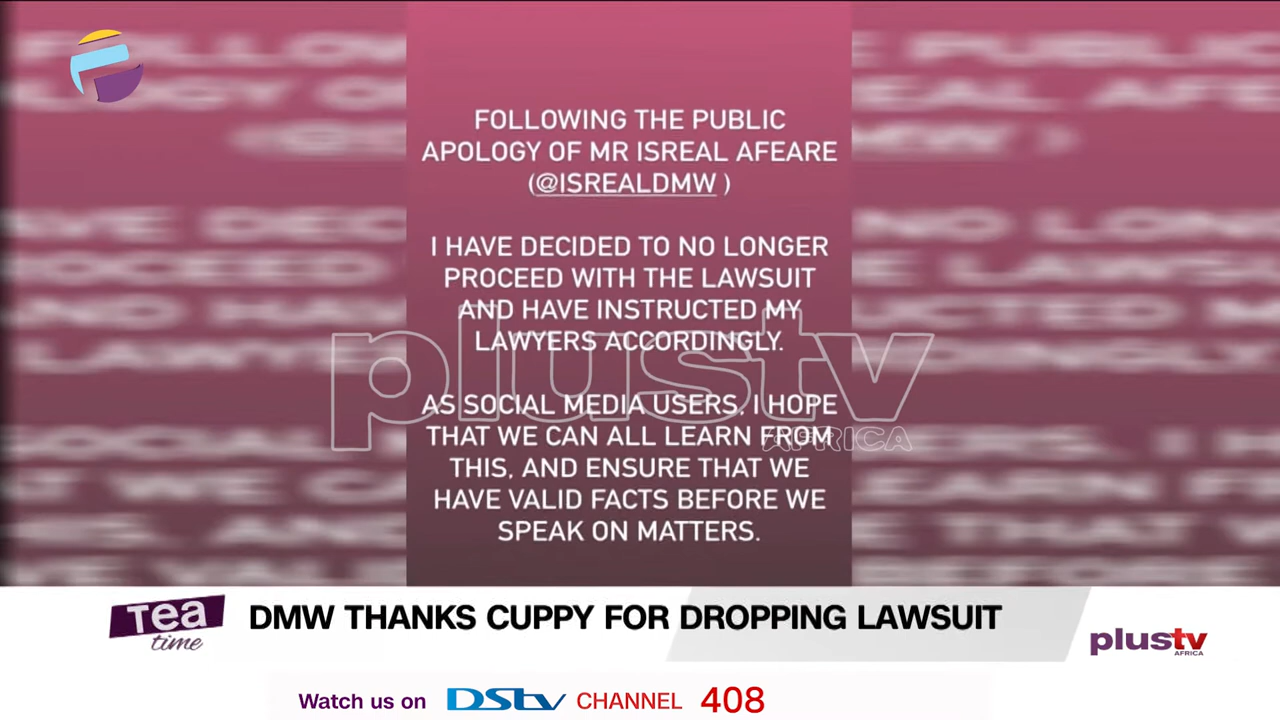 FOLLOWING THE PUBLIC
APOLOGY OF MR ISREAL AFEARE
(@ISREALDMW )
I HAVE DECIDED TO NO LONGER
PROCEED WITH THE LAWSUIT
AND HAVE INSTRUCTED MY
LAWYERS ACCORDINGLY.
AS SOCIAL MEDIA USERS, I HOPE
THAT WE CAN ALL LEARN FROM
THIS, AND ENSURE THAT WE
HAVE VALID FACTS BEFORE WE
SPEAK ON MATTERS.
plustv
AFRICA
Tea
time
DMW THANKS CUPPY FOR DROPPING LAWSUIT
plustv
AFRICA
Watch us on DStv CHANNEL 408